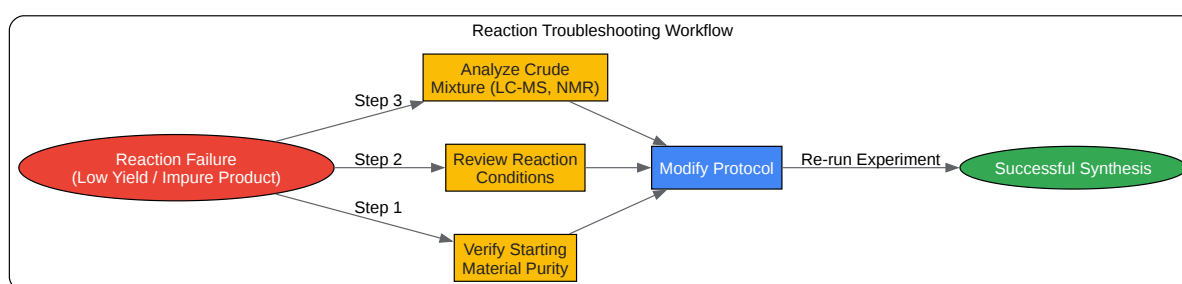 Reaction Troubleshooting Workflow
Analyze Crude
Mixture (LC-MS, NMR)
Step 3
Reaction Failure
(Low Yield / Impure Product)
Step 2
Review Reaction
Conditions
Modify Protocol
Re-run Experiment
Successful Synthesis
Step 1
Verify Starting
Material Purity